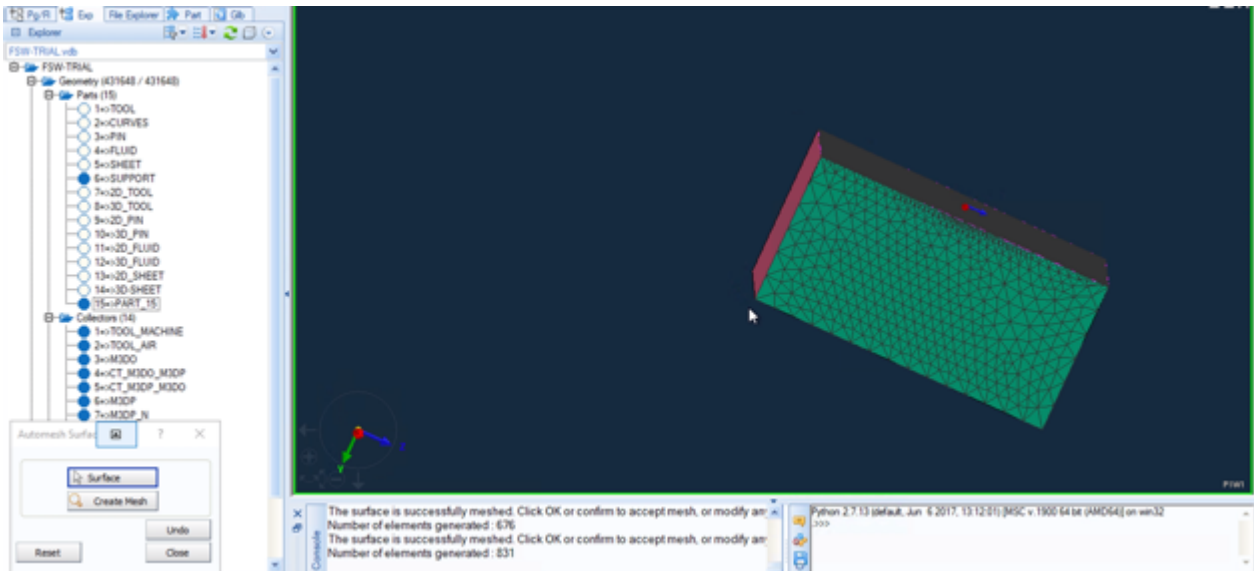 Pg/R Exp File Explorer Part Glb
Explorer
FSW-TRIAL.vdb
FSW-TRIAL
Geometry (431648 / 431648)
Parts (15)
1=>TOOL
2=>CURVES
3=>PIN
4=>FLUID
5=>SHEET
6=>SUPPORT
7=>2D_TOOL
8=>3D_TOOL
9=>2D_PIN
10=>3D_PIN
11=>2D_FLUID
12=>3D_FLUID
13=>2D_SHEET
14=>3D-SHEET
15=>PART_15
Collectors (14)
1=>TOOL_MACHINE
2=>TOOL_AIR
3=>M3DO
4=>CT_M3DO_M3DP
5=>CT_M3DP_M3DO
6=>M3DP
7=>M3DP_N
Automesh Surfac ?
Surface
Create Mesh
Undo
Reset Close
Y
P1W1
Console
The surface is successfully meshed. Click OK or confirm to accept mesh, or modify any
Number of elements generated : 676
The surface is successfully meshed. Click OK or confirm to accept mesh, or modify any
Number of elements generated : 831
Python 2.7.13 (default, Jun 6 2017, 13:12:01) [MSC v.1900 64 bit (AMD64)] on win32
>>>